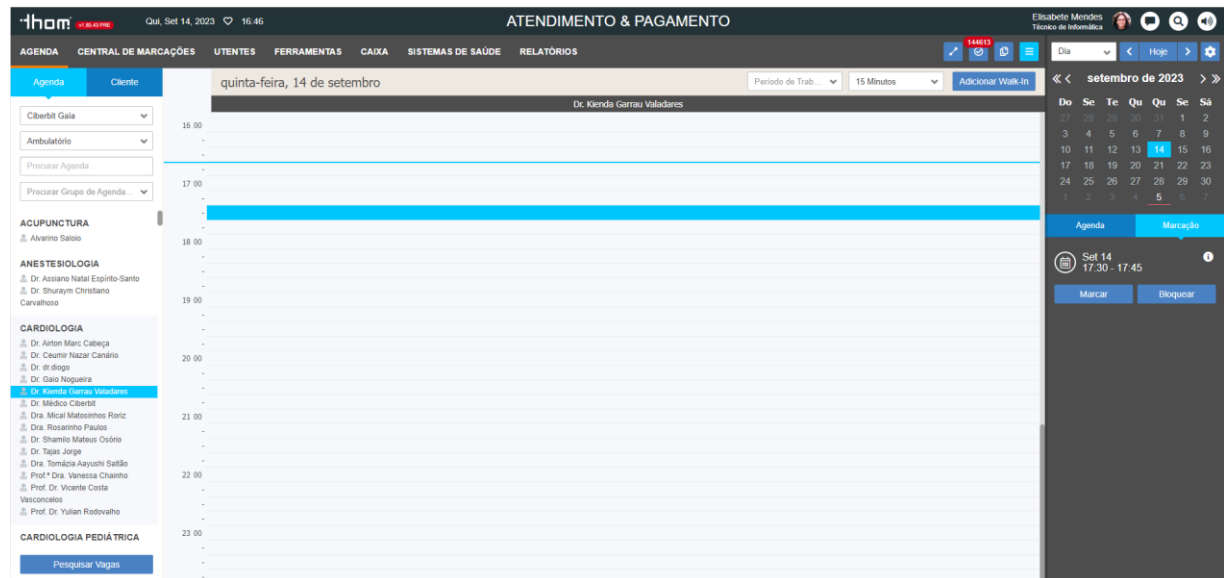 thom v1.83.43 PRE Qui, Set 14, 2023 16:46 ATENDIMENTO & PAGAMENTO Elisabete Mendes
Técnico de Informática
AGENDA CENTRAL DE MARCAÇÕES UTENTES FERRAMENTAS CAIXA SISTEMAS DE SAÚDE RELATÓRIOS 144613 Dia Hoje
Agenda Cliente
quinta-feira, 14 de setembro Período de Trab... 15 Minutos Adicionar Walk-In
Dr. Kienda Garrau Valadares
Ciberbit Gaia
Ambulatório
Procurar Agenda
Procurar Grupo de Agenda...
ACUPUNCTURA
Alvarino Saloio
ANESTESIOLOGIA
Dr. Assiano Natal Espírito-Santo
Dr. Shuraym Christiano
Carvalhoso
CARDIOLOGIA
Dr. Airton Marc Cabeça
Dr. Ceumir Nazar Canário
Dr. dr.diogo
Dr. Gaio Nogueira
Dr. Kienda Garrau Valadares
Dr. Médico Ciberbit
Dra. Mical Matosinhos Roriz
Dra. Rosarinho Paulos
Dr. Shamilo Mateus Osório
Dr. Tajas Jorge
Dra. Tomázia Aayushi Saltão
Prof.ª Dra. Vanessa Chainho
Prof. Dr. Vicente Costa
Vasconcelos
Prof. Dr. Yulian Rodovalho
CARDIOLOGIA PEDIÁTRICA
Pesquisar Vagas
16 00
17 00
18 00
19 00
20 00
21 00
22 00
23 00
setembro de 2023
Do Se Te Qu Qu Se Sá
27 28 29 30 31 1 2
3 4 5 6 7 8 9
10 11 12 13 14 15 16
17 18 19 20 21 22 23
24 25 26 27 28 29 30
1 2 3 4 5 6 7
Agenda Marcação
Set 14
17:30 - 17:45
Marcar Bloquear